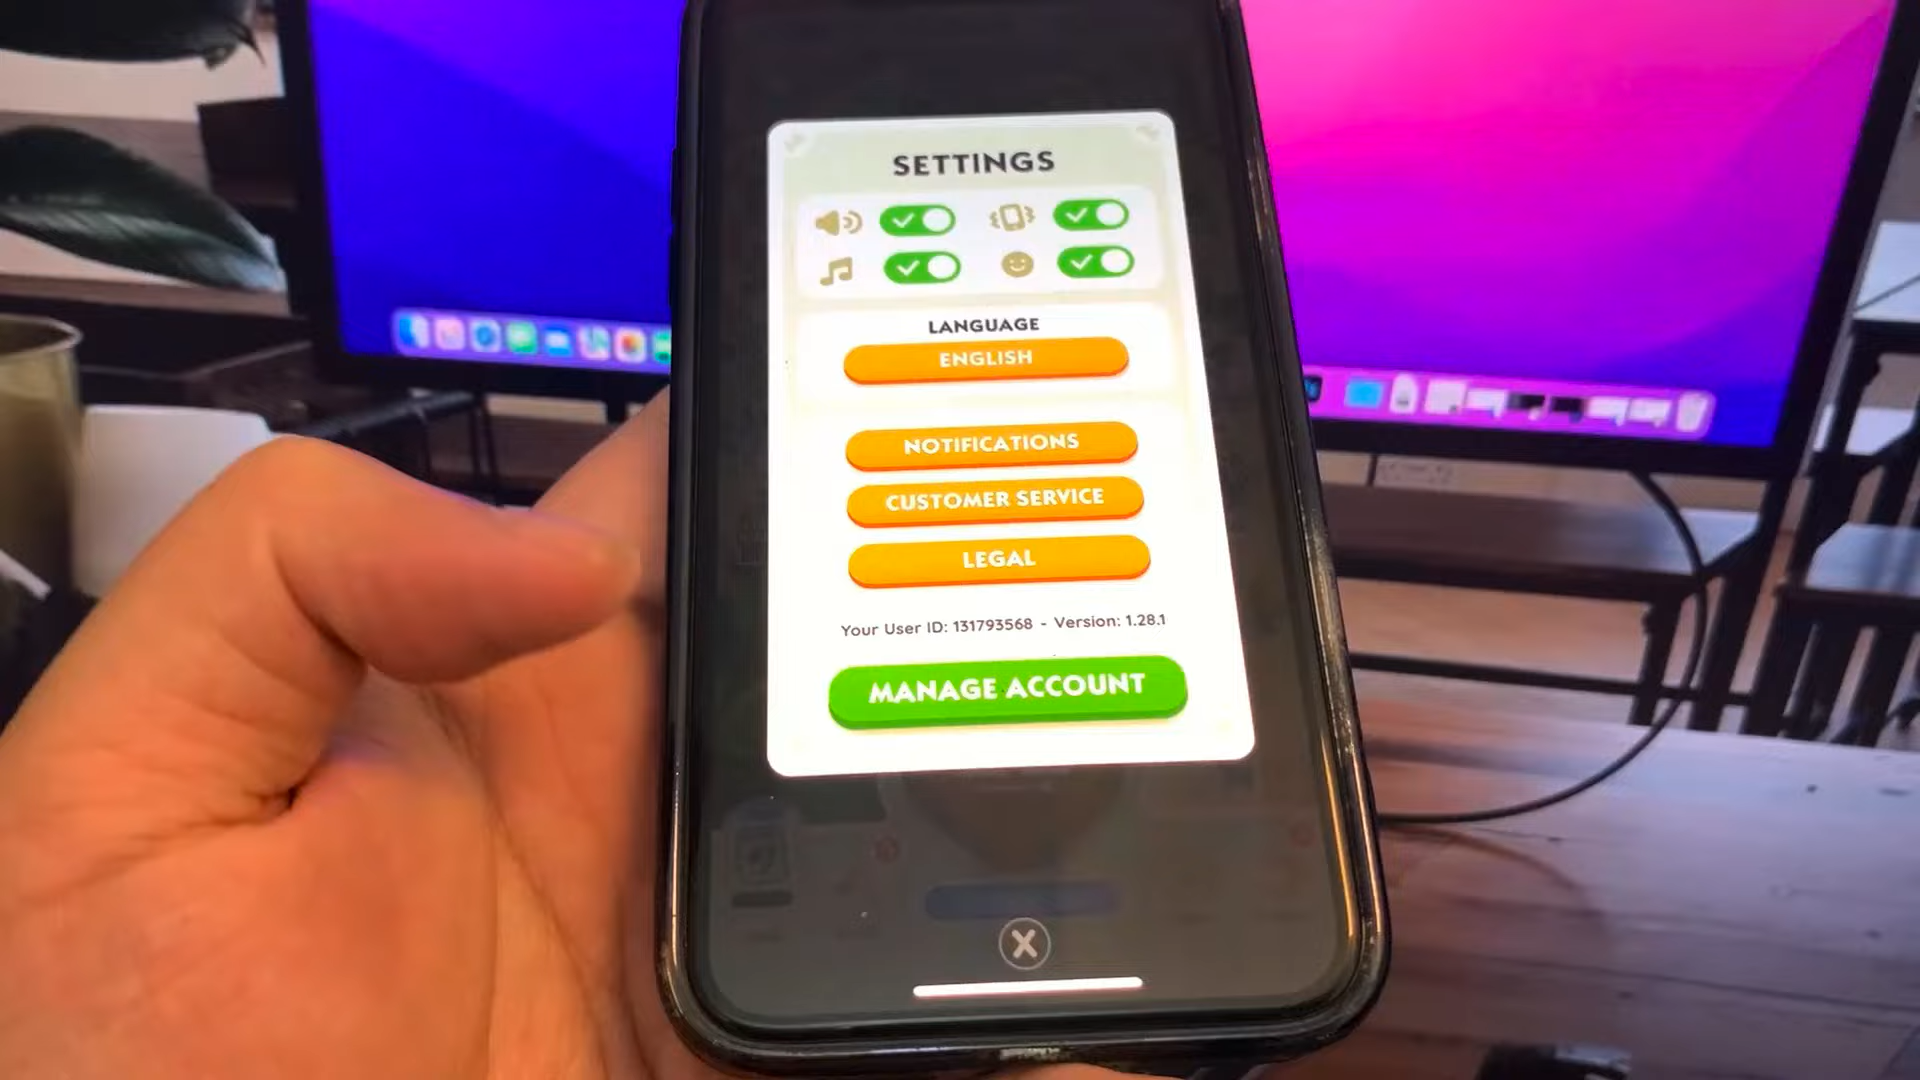 SETTINGS
LANGUAGE
ENGLISH
NOTIFICATIONS
CUSTOMER SERVICE
LEGAL
Your User ID: 131793568 - Version: 1.28.1
MANAGE ACCOUNT